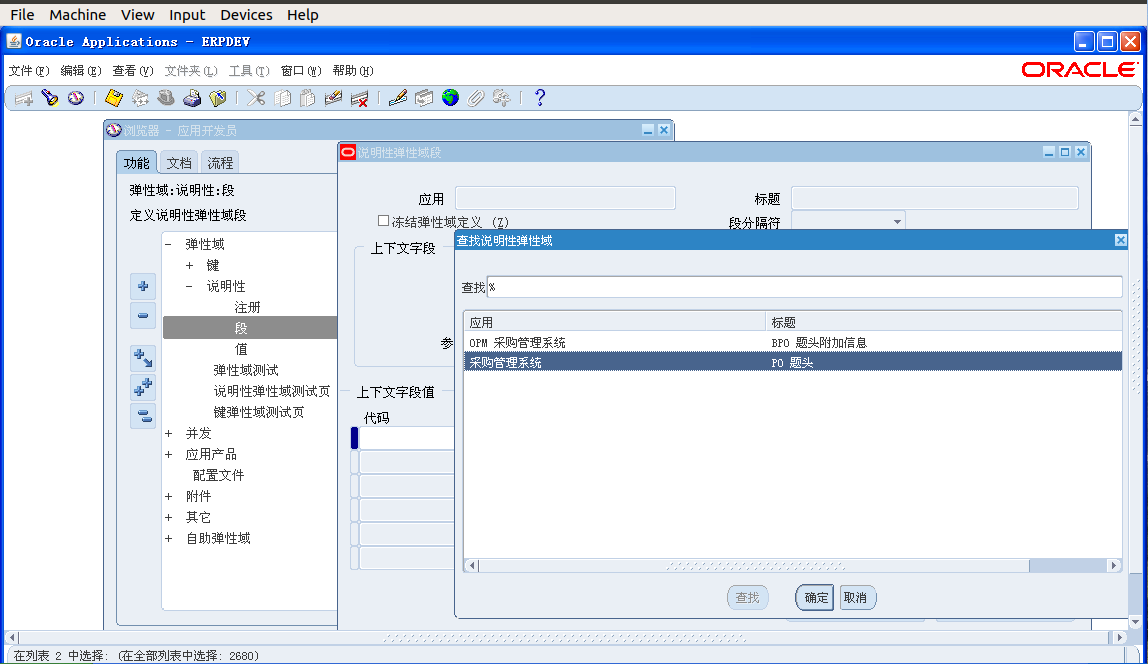 File Machine View Input Devices Help
Oracle Applications - ERPDEV
文件(F) 编辑(E) 查看(V) 文件夹(L) 工具(T) 窗口(W) 帮助(H)
ORACLE
浏览器 - 应用开发员
功能 文档 流程
弹性域:说明性:段
定义说明性弹性域段
- 弹性域
+ 键
- 说明性
注册
段
值
弹性域测试
说明性弹性域测试页
键弹性域测试页
+ 并发
+ 应用产品
配置文件
+ 附件
+ 其它
+ 自助弹性域
说明性弹性域段
应用 标题
冻结弹性域定义 (Z) 段分隔符
上下文字段
参
上下文字段值
代码
查找说明性弹性域
查找 %
应用 标题
OPM 采购管理系统 BPO 题头附加信息
采购管理系统 PO 题头
查找 确定 取消
在列表 2 中选择: (在全部列表中选择: 2680)